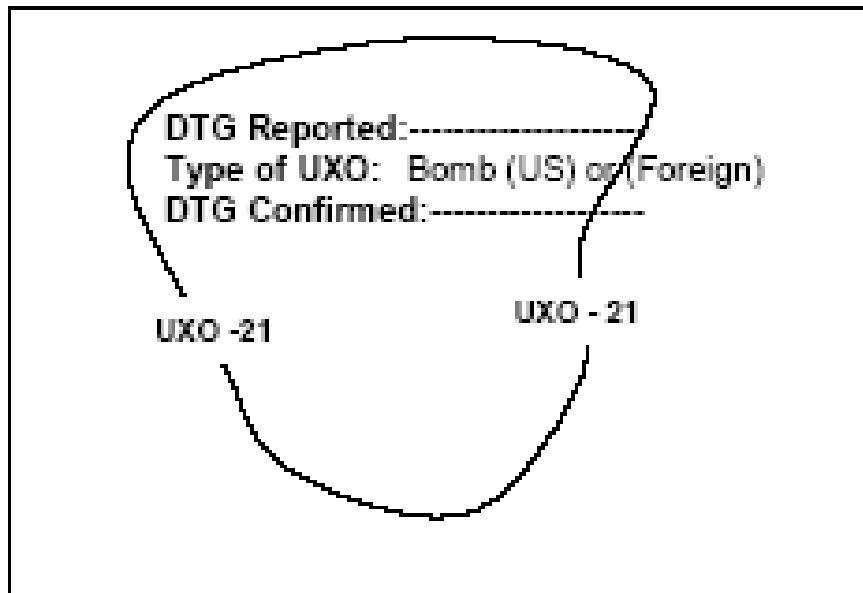 DTG Reported:---------------------
Type of UXO: Bomb (US) or (Foreign)
DTG Confirmed:-------------------
UXO -21
UXO - 21